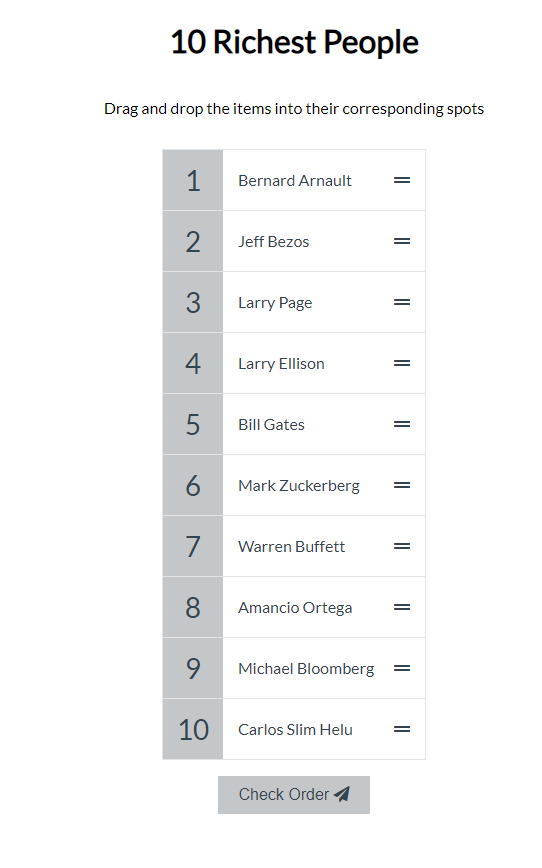 10 Richest People
Drag and drop the items into their corresponding spots
1 Bernard Arnault
2 Jeff Bezos
3 Larry Page
4 Larry Ellison
5 Bill Gates
6 Mark Zuckerberg
7 Warren Buffett
8 Amancio Ortega
9 Michael Bloomberg
10 Carlos Slim Helu
Check Order